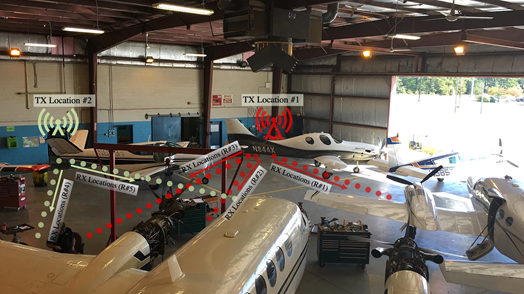 TX Location #2
TX Location #1
RX Locations (R#3)
RX Locations (R#5)
RX Locations (R#1)
RX Locations (R#4)
RX Locations (R#2)
N844X